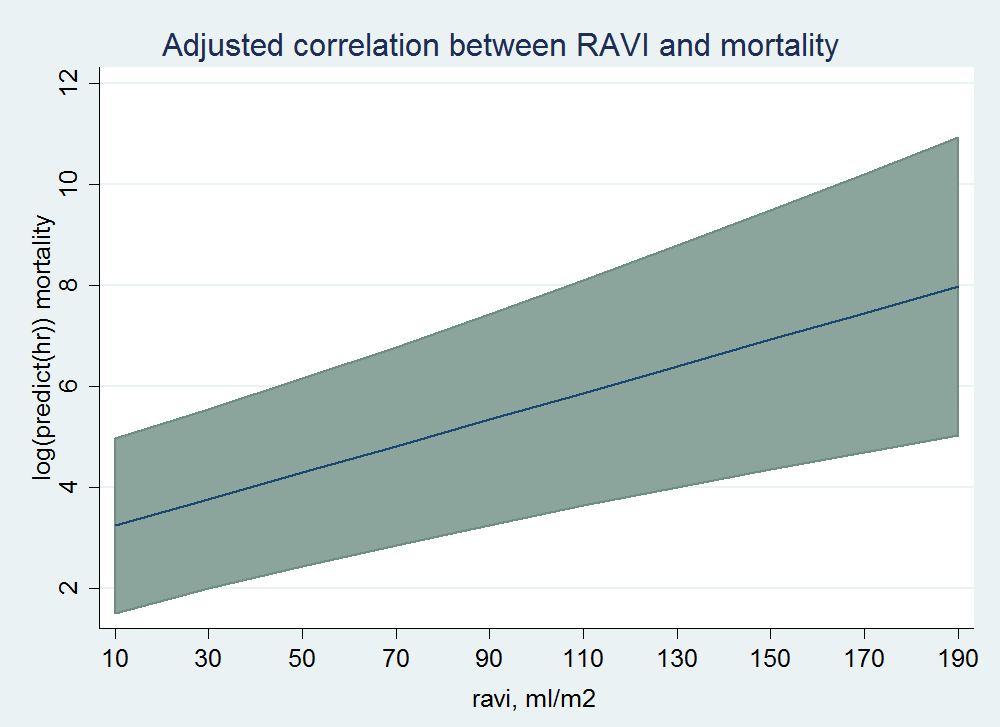 Adjusted correlation between RAVI and mortality
12
10
8
6
4
2
log(predict(hr)) mortality
10 30 50 70 90 110 130 150 170 190
ravi, ml/m2